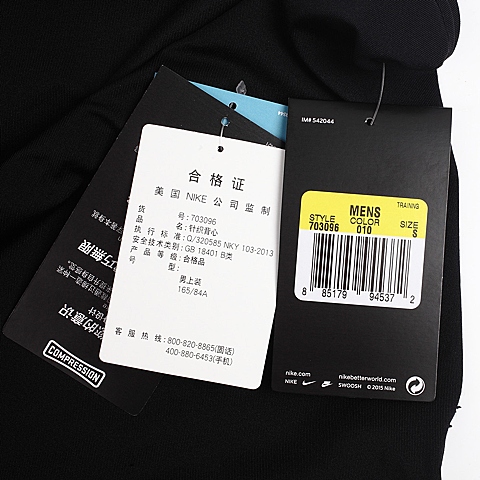 合格证
美国 NIKE 公司监制
货 号: 703096
品 名: 针织背心
执行标准: Q/320585 NKY 103-2013
安全技术类别: GB 18401 B类
产品等级: 合格品
号 型:
男上装
165/84A
客服热线: 800-820-8865(固话)
400-880-6453(手机)
COMPRESSION
IM# 542044
TRAINING
MENS
STYLE COLOR SIZE
703096 010 S
8 85179 94537 2
www.nike.com
NIKE
nikebetterworld.com
SWOOSH © 2015 Nike